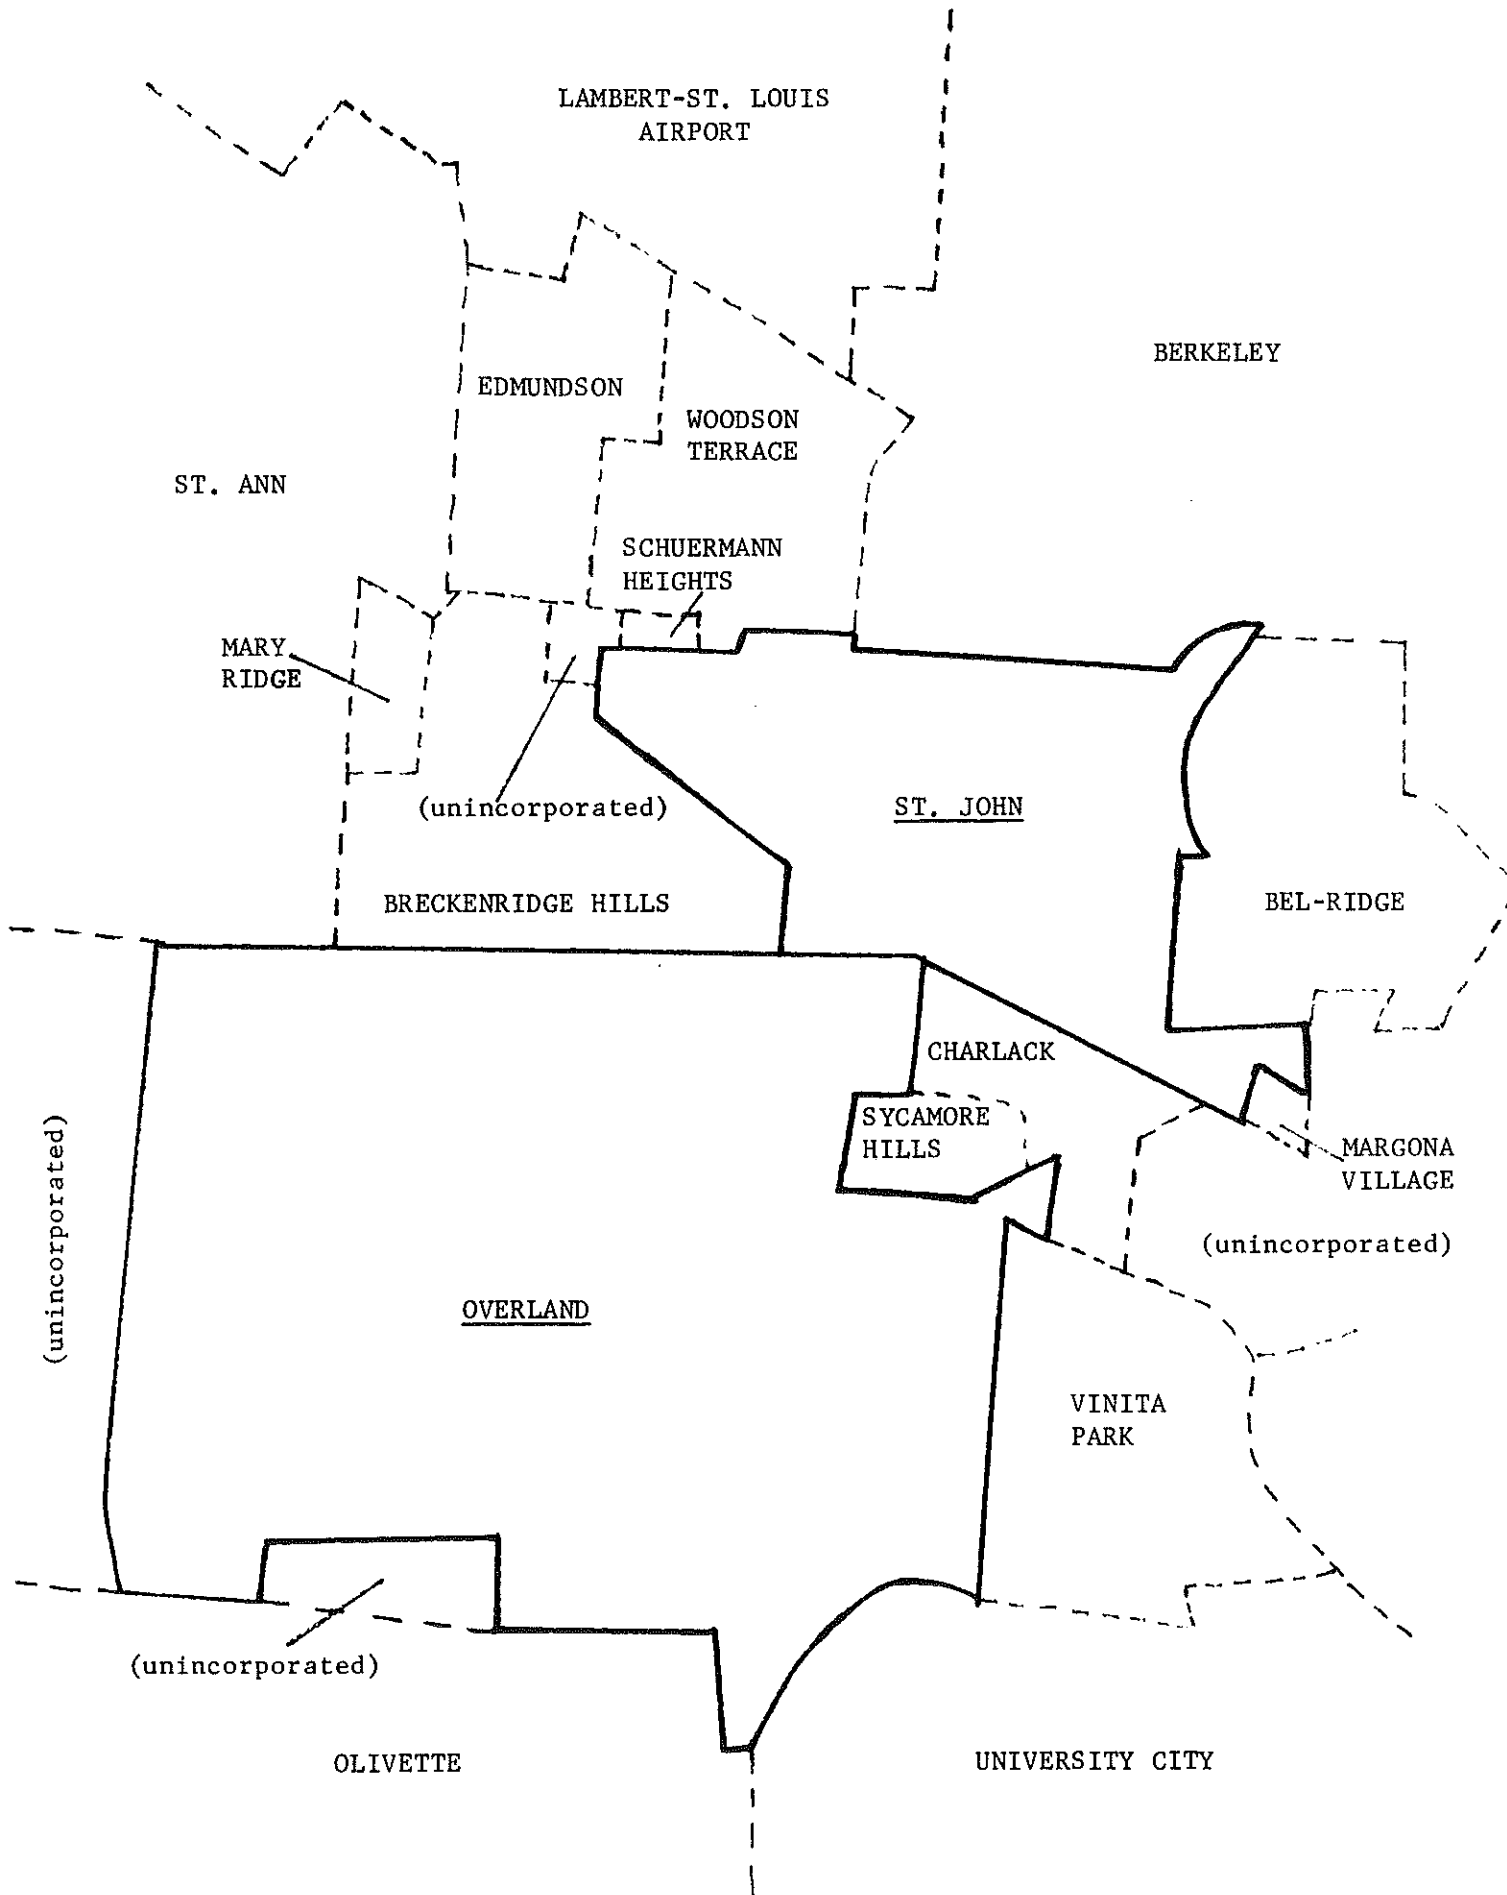 LAMBERT-ST. LOUIS
AIRPORT
BERKELEY
EDMUNDSON
WOODSON
TERRACE
ST. ANN
SCHUERMANN
HEIGHTS
MARY
RIDGE
(unincorporated)
ST. JOHN
BRECKENRIDGE HILLS
BEL-RIDGE
CHARLACK
SYCAMORE
HILLS
MARGONA
VILLAGE
(unincorporated)
(unincorporated)
OVERLAND
VINITA
PARK
(unincorporated)
OLIVETTE
UNIVERSITY CITY